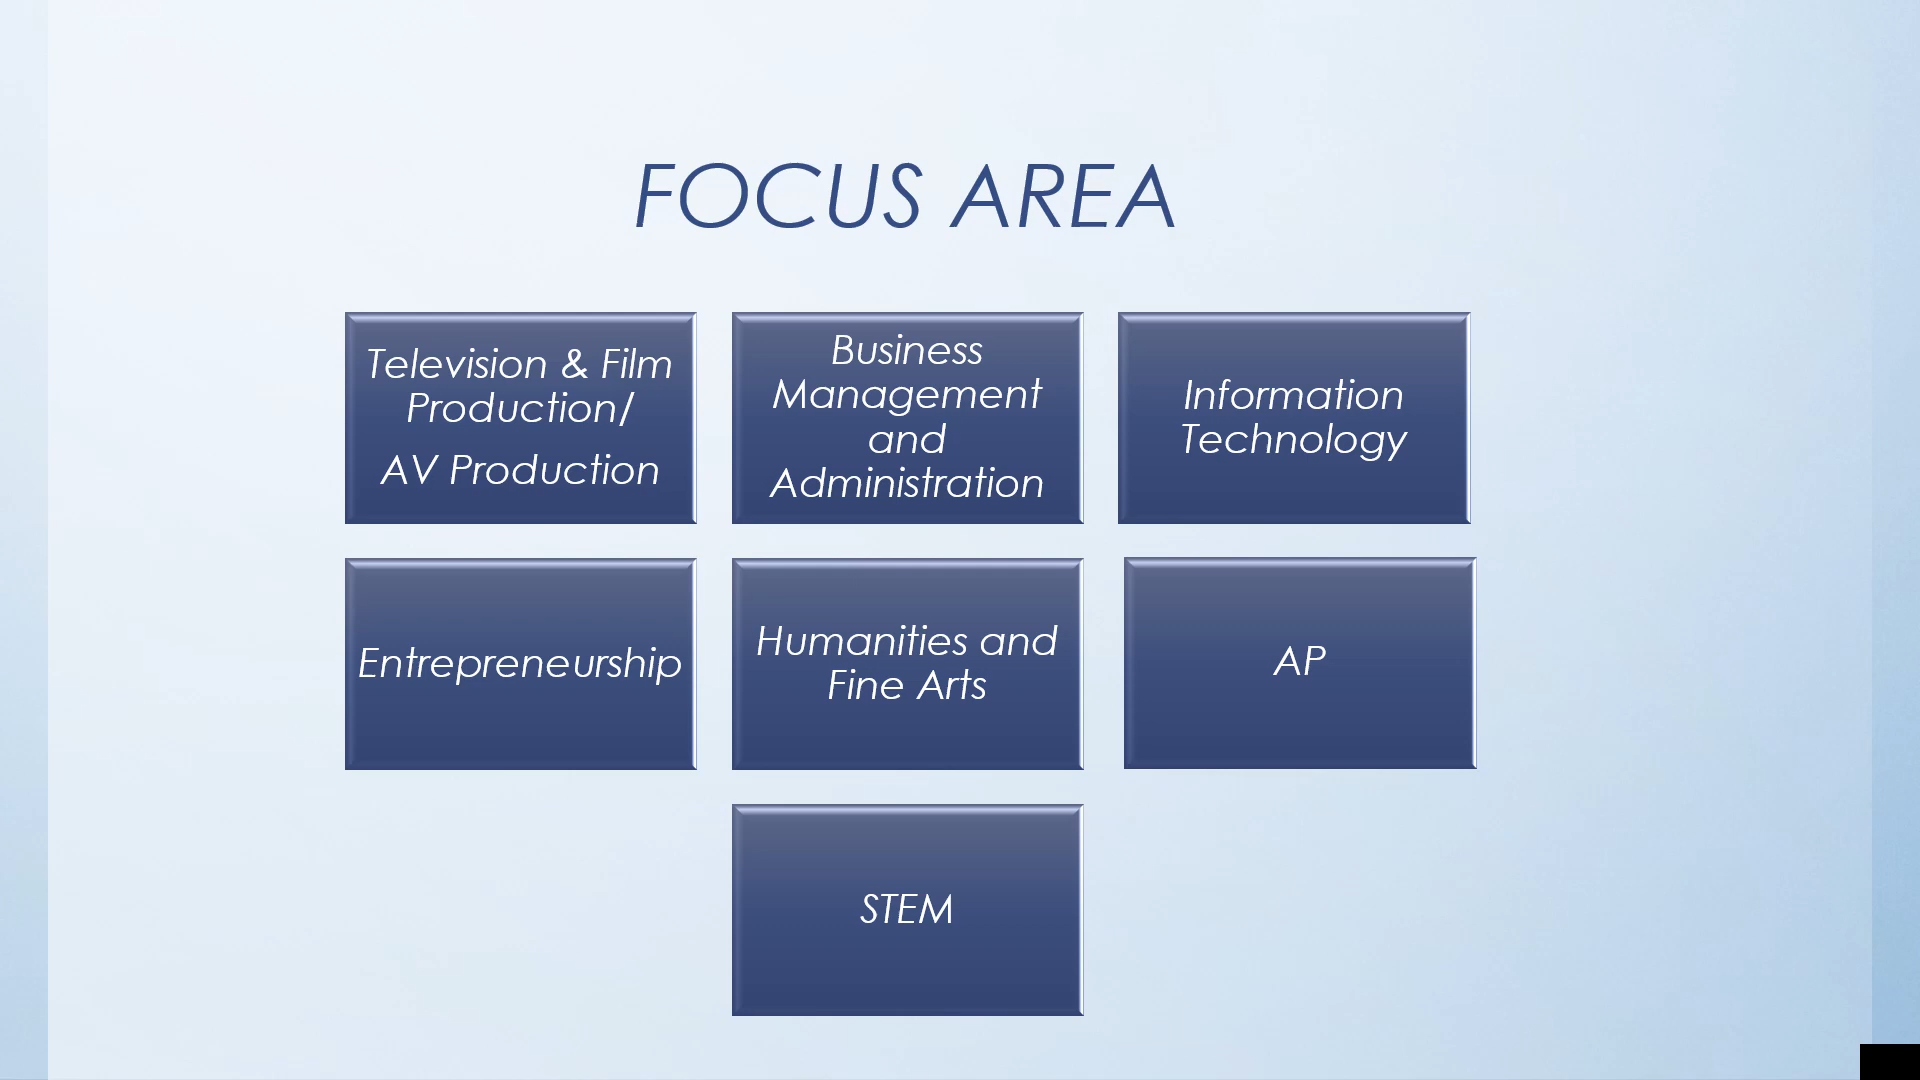 FOCUS AREA
Television & Film
Production/
AV Production
Business
Management
and
Administration
Information
Technology
Entrepreneurship
Humanities and
Fine Arts
AP
STEM